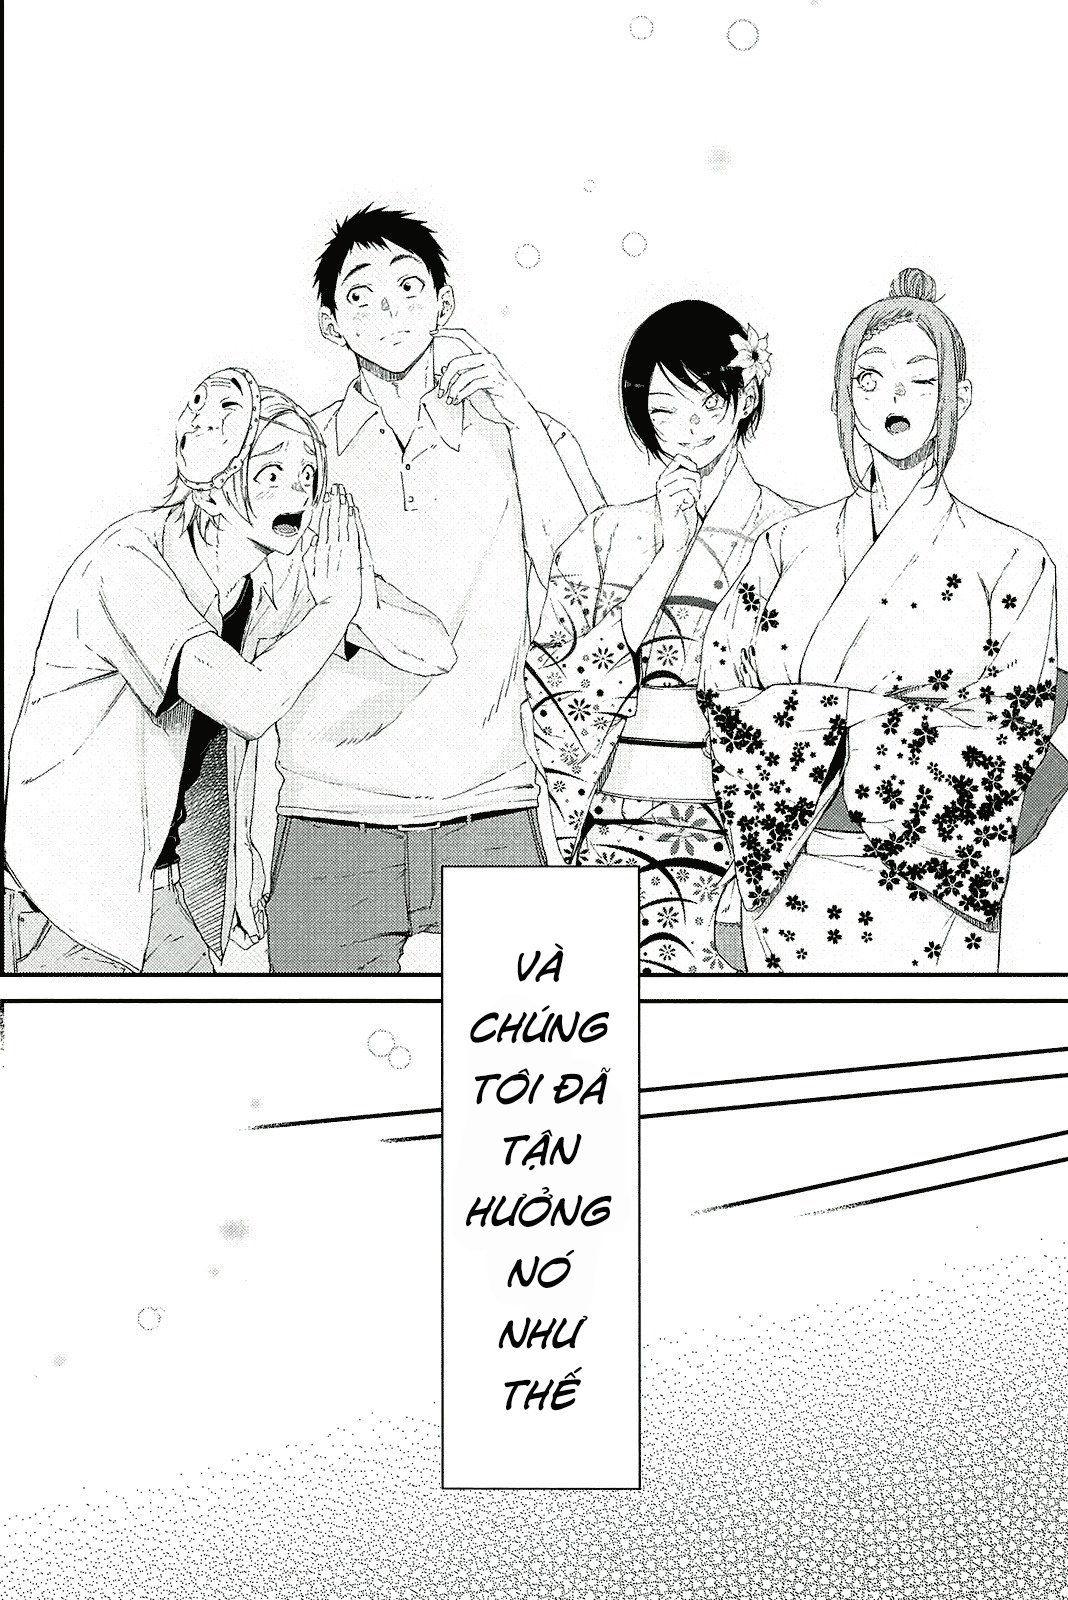 VÀ
CHÚNG
TÔI ĐÃ
TẬN
HƯỞNG
NÓ
NHƯ
THẾ